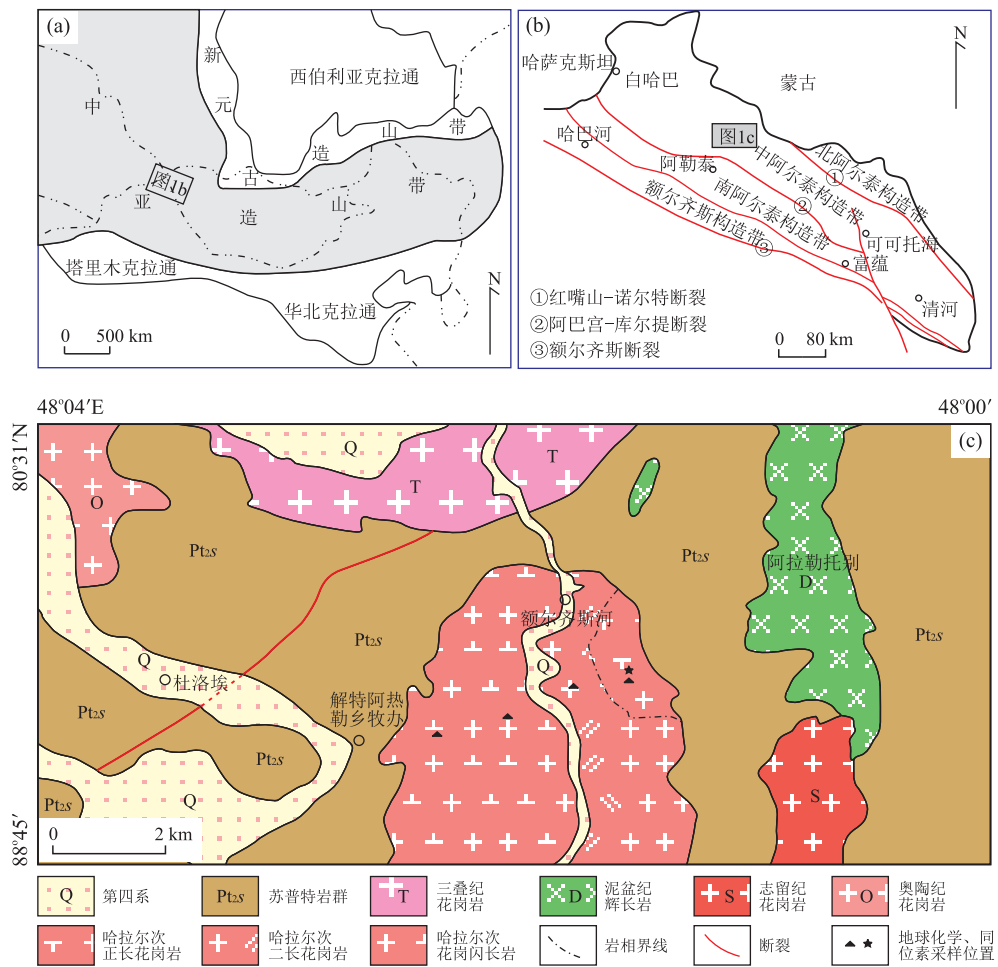 (a)
新
元
古
造
山
带
西伯利亚克拉通
中
亚
造
山
带
图1b
塔里木克拉通
华北克拉通
N
0 500 km
(b)
N
哈萨克斯坦
白哈巴
蒙古
哈巴河
图1c
阿勒泰
北阿尔泰构造带
①
中阿尔泰构造带
②
南阿尔泰构造带
额尔齐斯构造带
③
可可托海
富蕴
清河
①红嘴山-诺尔特断裂
②阿巴宫-库尔提断裂
③额尔齐斯断裂
0 80 km
48°04′E
48°00′
80°31′N
88°45′
(c)
Q
T
T
O
Pt₂s
Pt₂s
阿拉勒托别
D
额尔齐斯河
Pt₂s
Pt₂s
Q
杜洛埃
Q
解特阿热
勒乡牧办
Pt₂s
Pt₂s
Q
Pt₂s
S
0 2 km
Q 第四系
Pt₂s 苏普特岩群
T 三叠纪
花岗岩
D 泥盆纪
辉长岩
S 志留纪
花岗岩
O 奥陶纪
花岗岩
哈拉尔次
正长花岗岩
哈拉尔次
二长花岗岩
哈拉尔次
花岗闪长岩
岩相界线
断裂
地球化学、同
位素采样位置